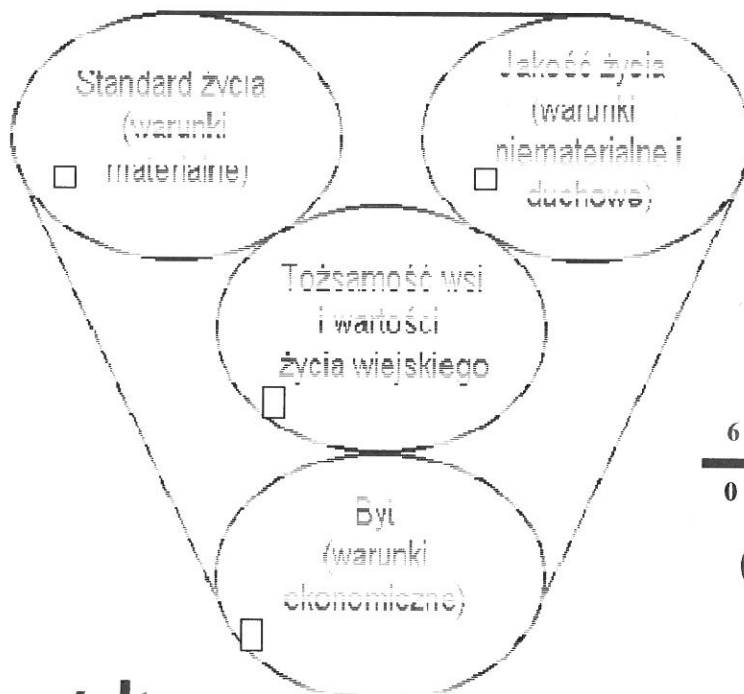 Standard życia
(warunki
materialne)
Jakość życia
(warunki
niematerialne i
duchowe)
Tożsamość wsi
i wartości
życia wiejskiego
6
0
Byt
(warunki
ekonomiczne)